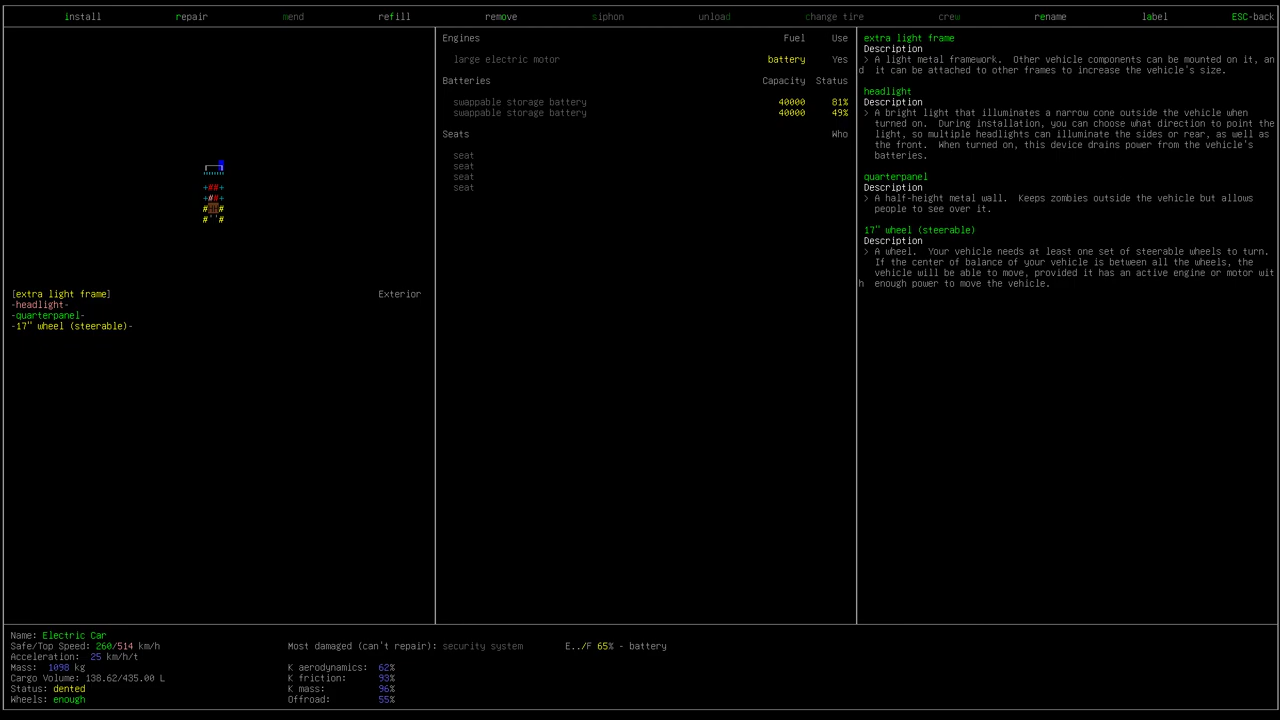 install repair mend refill remove siphon unload change tire crew rename label ESC-back
Engines Fuel Use
large electric motor battery Yes
Batteries Capacity Status
swappable storage battery 40000 81%
swappable storage battery 40000 49%
Seats Who
seat
seat
seat
seat
[extra light frame] Exterior
-headlight-
-quarterpanel-
-17" wheel (steerable)-
extra light frame
Description
> A light metal framework.  Other vehicle components can be mounted on it, an
d  it can be attached to other frames to increase the vehicle's size.
headlight
Description
> A bright light that illuminates a narrow cone outside the vehicle when
turned on.  During installation, you can choose what direction to point the
light, so multiple headlights can illuminate the sides or rear, as well as
the front.  When turned on, this device drains power from the vehicle's
batteries.
quarterpanel
Description
> A half-height metal wall.  Keeps zombies outside the vehicle but allows
people to see over it.
17" wheel (steerable)
Description
> A wheel.  Your vehicle needs at least one set of steerable wheels to turn.
If the center of balance of your vehicle is between all the wheels, the
vehicle will be able to move, provided it has an active engine or motor wit
h  enough power to move the vehicle.
Name: Electric Car
Safe/Top Speed: 260/514 km/h Most damaged (can't repair): security system E../F 65% - battery
Acceleration:  25 km/h/t
Mass:  1098 kg K aerodynamics:  62%
Cargo Volume: 138.62/435.00 L K friction:  93%
Status: dented K mass:  96%
Wheels: enough Offroad:  55%